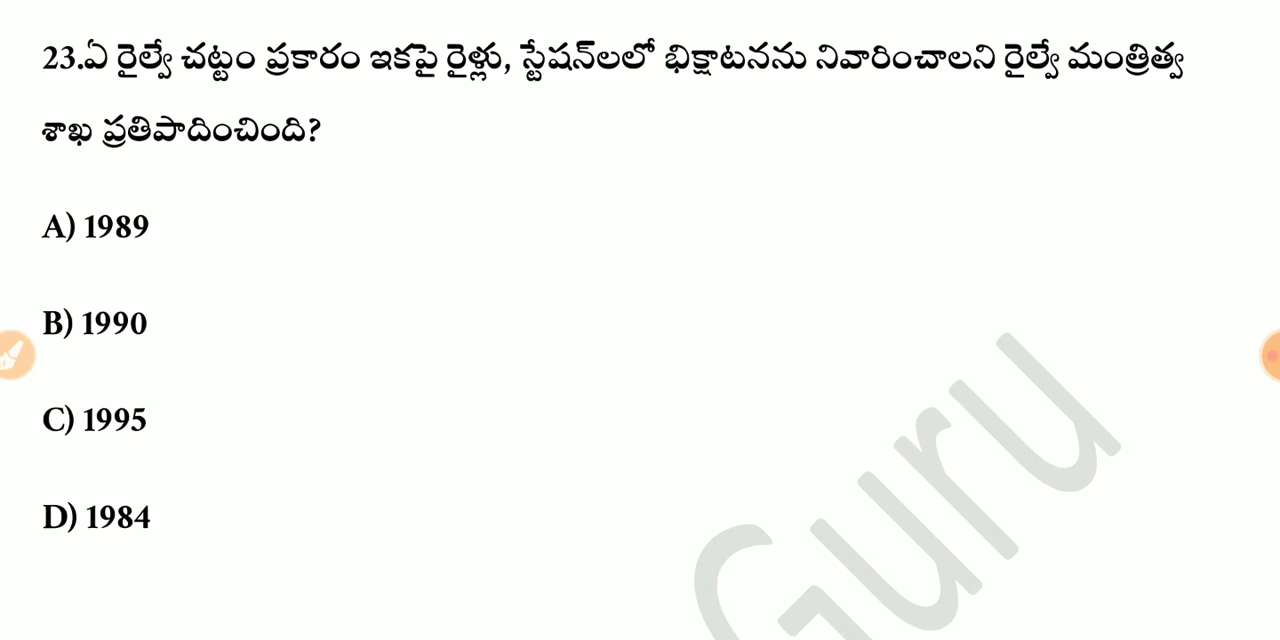 23.ఏ రైల్వే చట్టం ప్రకారం ఇకపై రైళ్లు, స్టేషన్‌లలో భిక్షాటనను నివారించాలని రైల్వే మంత్రిత్వ
శాఖ ప్రతిపాదించింది?
A) 1989
B) 1990
C) 1995
D) 1984
Guru